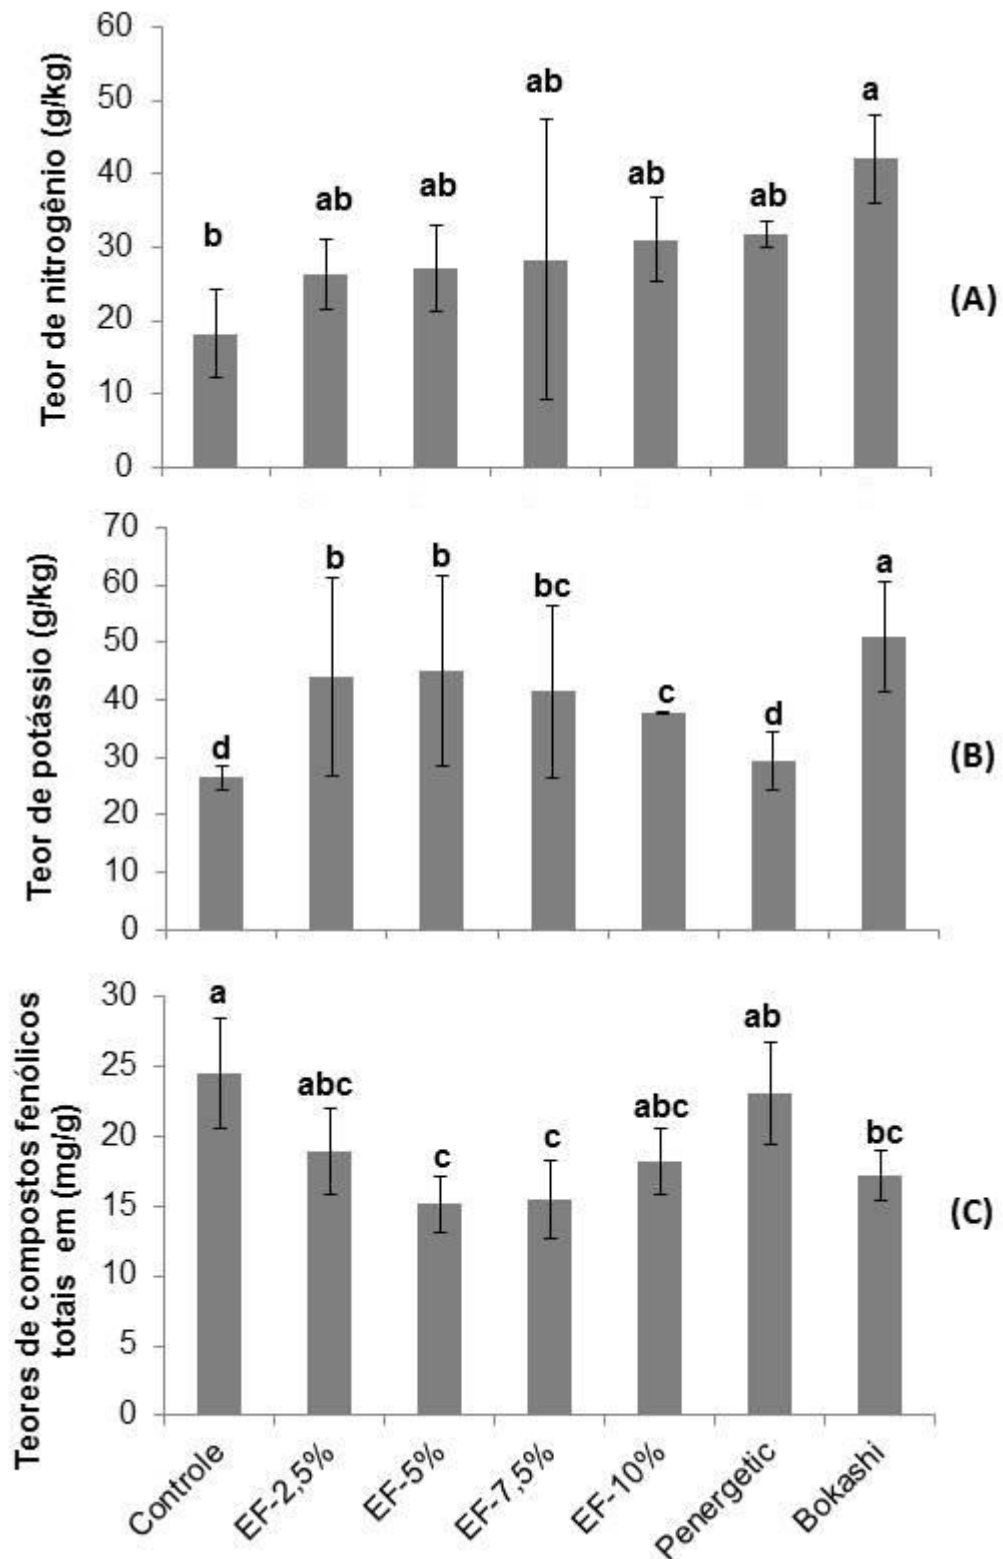 Teor de nitrogênio (g/kg)
60
50
40
30
20
10
0
b
ab
ab
ab
ab
ab
a
(A)
Teor de potássio (g/kg)
70
60
50
40
30
20
10
0
d
b
b
bc
c
d
a
(B)
Teores de compostos fenólicos
totais em (mg/g)
30
25
20
15
10
5
0
a
abc
c
c
abc
ab
bc
(C)
Controle
EF-2,5%
EF-5%
EF-7,5%
EF-10%
Penergetic
Bokashi